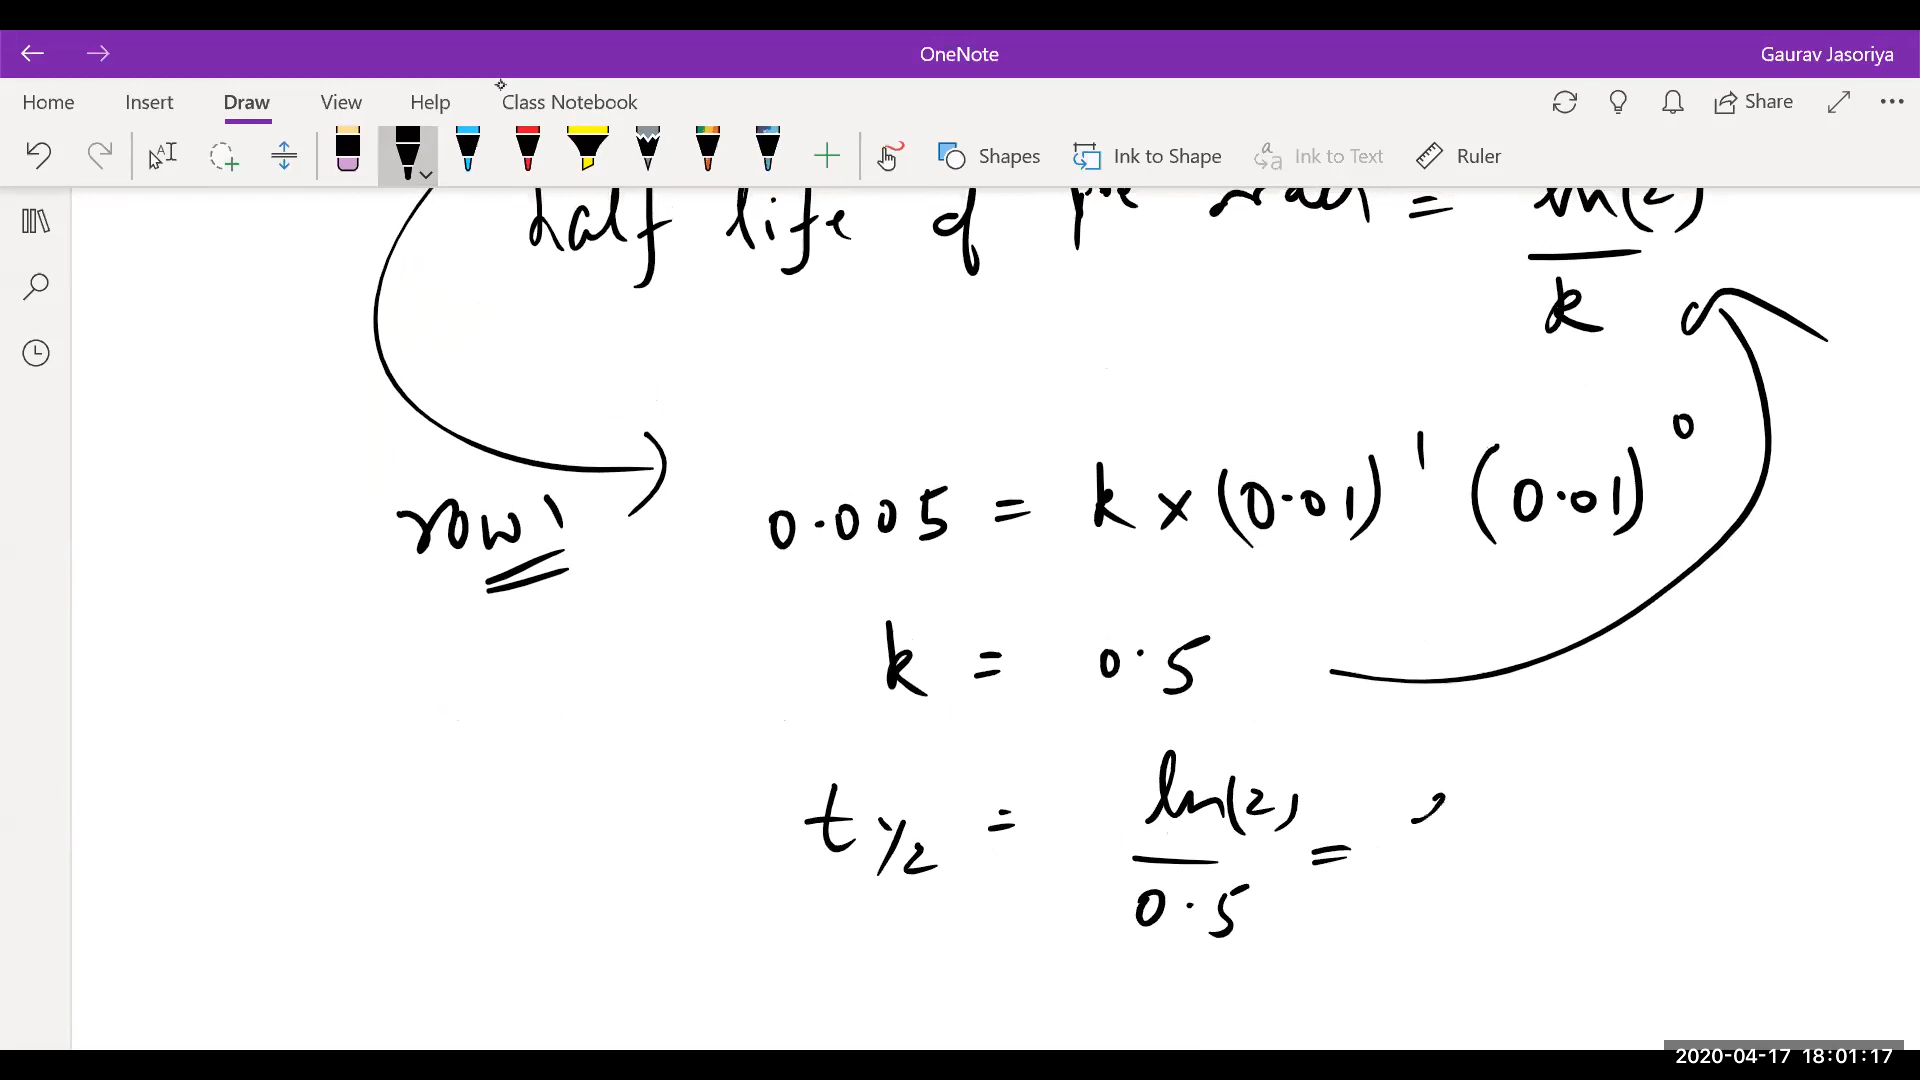 OneNote
Gaurav Jasoriya
Home Insert Draw View Help Class Notebook Share
Shapes Ink to Shape Ink to Text Ruler
half life of the = ln(2)
k
row 1 0.005 = k × (0.01)^1 (0.01)^0
k = 0.5
t 1/2 = ln(2) =
0.5
2020-04-17 18:01:17